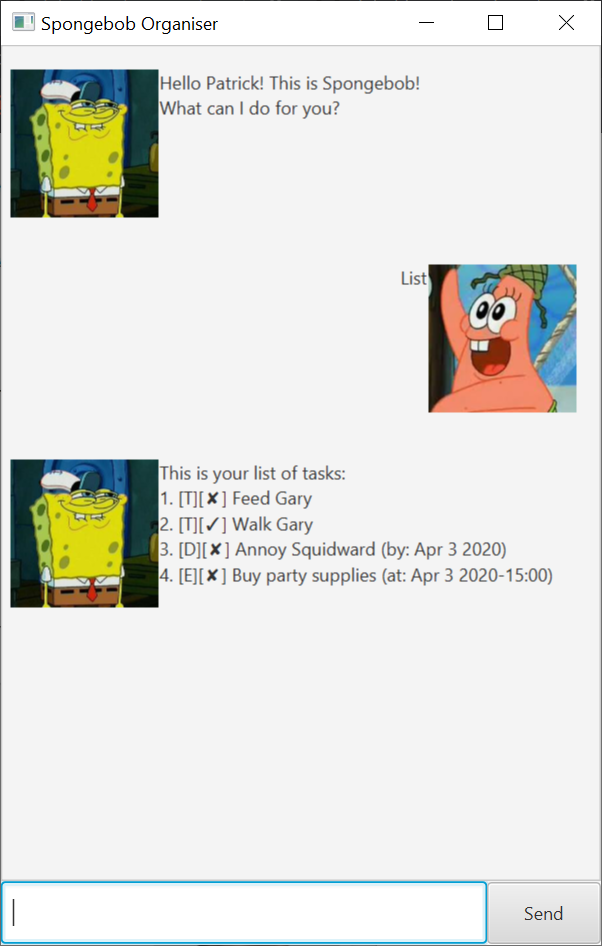 Spongebob Organiser
Hello Patrick! This is Spongebob!
What can I do for you?
List
This is your list of tasks:
1. [T][✘] Feed Gary
2. [T][✓] Walk Gary
3. [D][✘] Annoy Squidward (by: Apr 3 2020)
4. [E][✘] Buy party supplies (at: Apr 3 2020-15:00)
Send